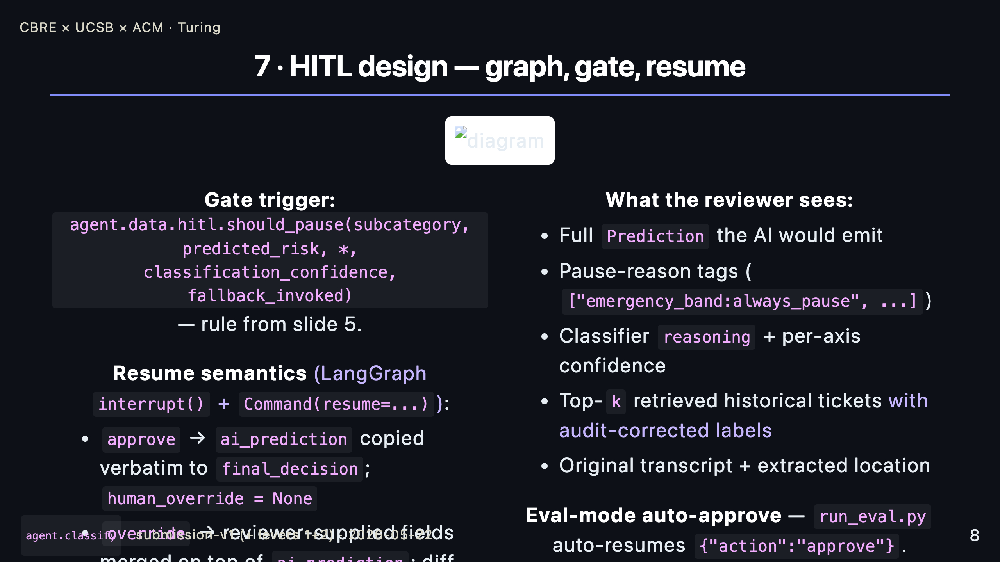 CBRE × UCSB × ACM · Turing
7 · HITL design — graph, gate, resume
diagram
Gate trigger:
agent.data.hitl.should_pause(subcategory,
predicted_risk, *,
classification_confidence,
fallback_invoked)
— rule from slide 5.
Resume semantics (LangGraph
interrupt() + Command(resume=...)):
• approve → ai_prediction copied
verbatim to final_decision;
human_override = None
• override → reviewer-supplied fields
merged on top of ai_prediction; diff
What the reviewer sees:
• Full Prediction the AI would emit
• Pause-reason tags (
["emergency_band:always_pause", ...])
• Classifier reasoning + per-axis
confidence
• Top-k retrieved historical tickets with
audit-corrected labels
• Original transcript + extracted location
Eval-mode auto-approve — run_eval.py
auto-resumes {"action":"approve"}.
agent.classify submission-v1 (+ levers 1+2) · 2026-05-22
8